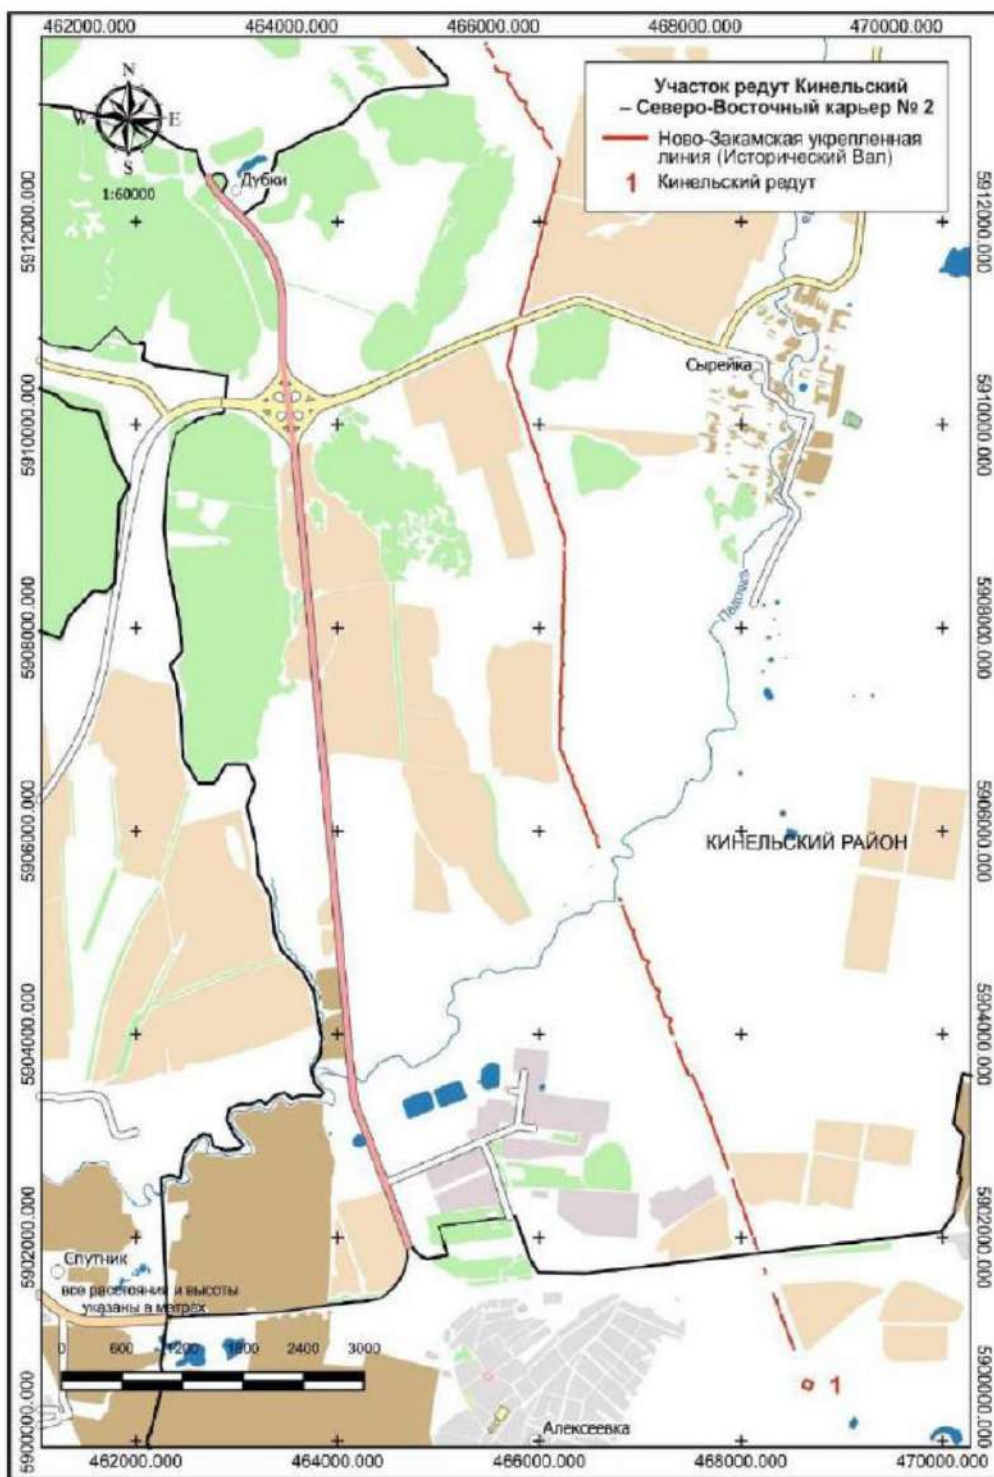 462000.000 464000.000 466000.000 468000.000 470000.000
Участок редут Кинельский
– Северо-Восточный карьер № 2
Ново-Закамская укрепленная
линия (Исторический Вал)
1 Кинельский редут
N
W E
S
1:60000
Дубки
5912000.000
5912000.000
Сырейка
5910000.000
5910000.000
Падовка
5908000.000
5908000.000
5906000.000
5906000.000
КИНЕЛЬСКИЙ РАЙОН
5904000.000
5904000.000
5902000.000
5902000.000
Спутник
все расстояния и высоты
указаны в метрах
0 600 1200 1800 2400 3000
1
Алексеевка
5900000.000
5900000.000
462000.000 464000.000 466000.000 468000.000 470000.000